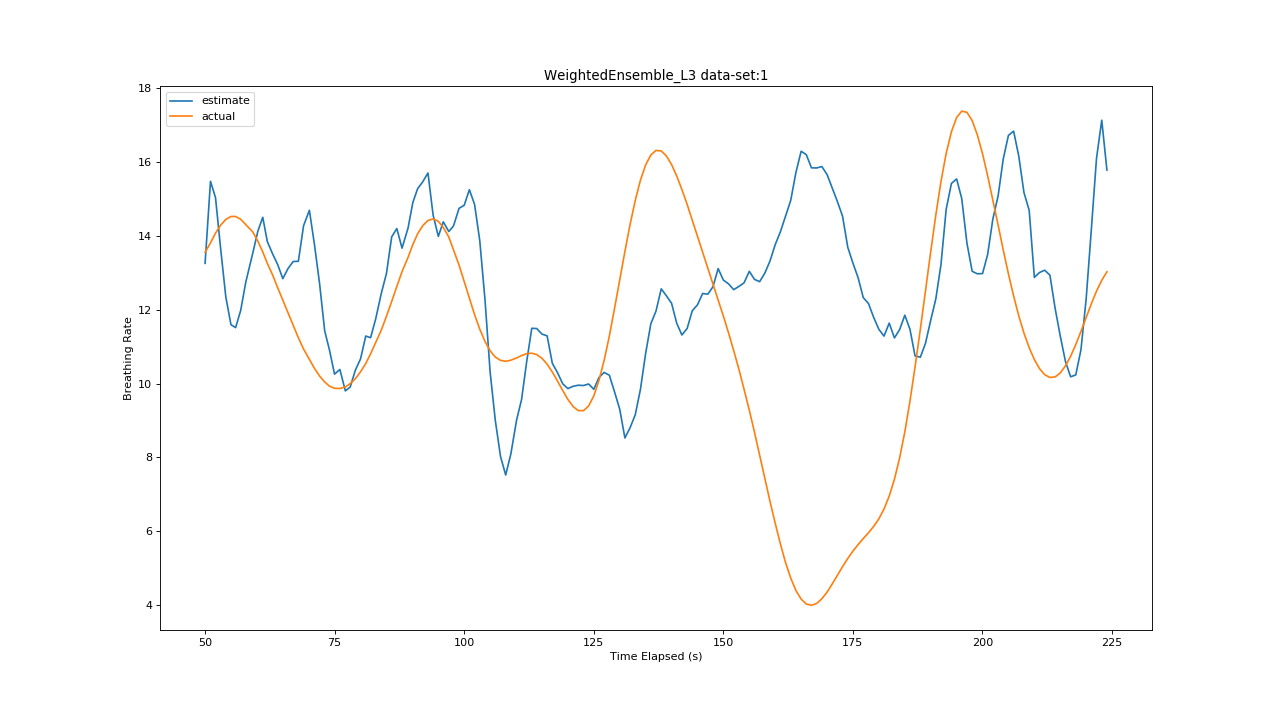 WeightedEnsemble_L3 data-set:1
estimate
actual
18
16
14
12
10
8
6
4
Breathing Rate
50 75 100 125 150 175 200 225
Time Elapsed (s)